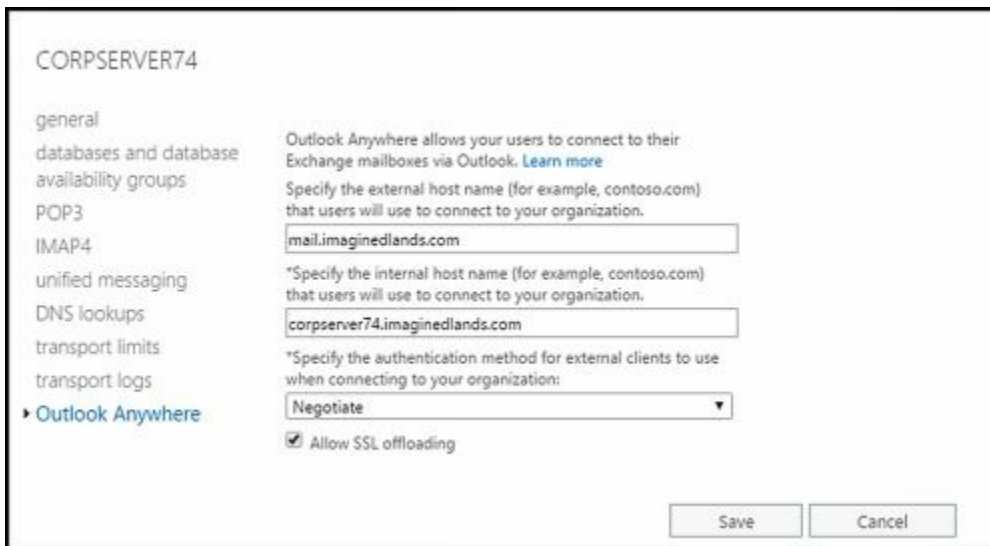 CORPSERVER74
general
databases and database
availability groups
POP3
IMAP4
unified messaging
DNS lookups
transport limits
transport logs
Outlook Anywhere
Outlook Anywhere allows your users to connect to their
Exchange mailboxes via Outlook. Learn more
Specify the external host name (for example, contoso.com)
that users will use to connect to your organization.
mail.imaginedlands.com
*Specify the internal host name (for example, contoso.com)
that users will use to connect to your organization.
corpserver74.imaginedlands.com
*Specify the authentication method for external clients to use
when connecting to your organization:
Negotiate
Allow SSL offloading
Save
Cancel